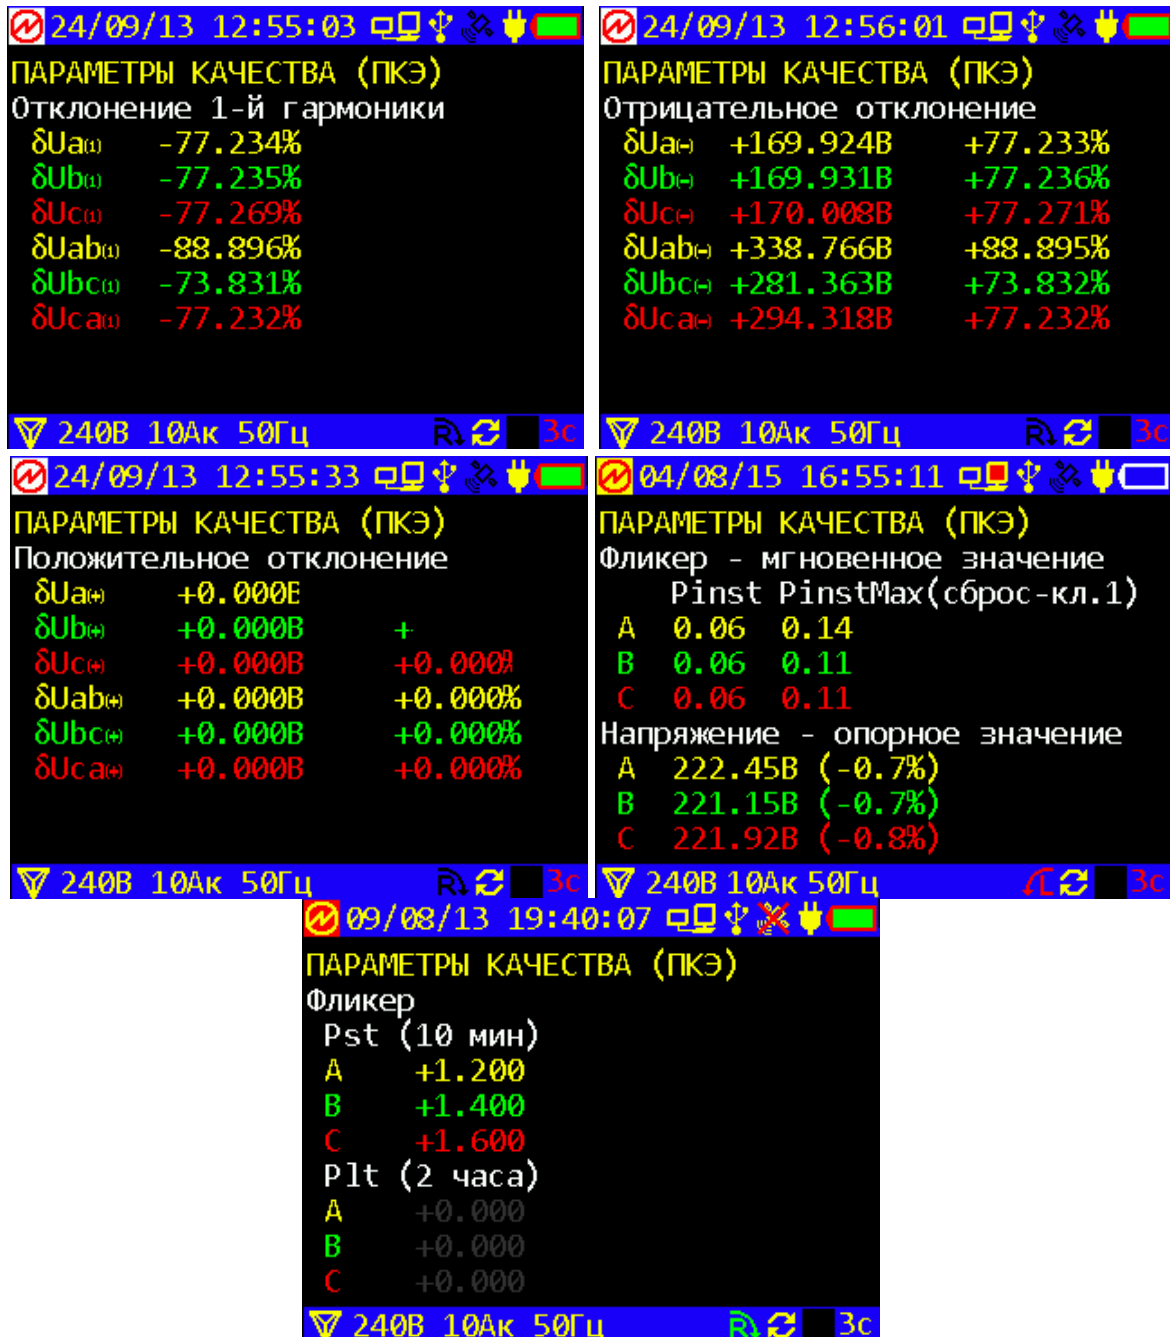 24/09/13 12:55:03
ПАРАМЕТРЫ КАЧЕСТВА (ПКЭ)
Отклонение 1-й гармоники
δUa(1) -77.234%
δUb(1) -77.235%
δUc(1) -77.269%
δUab(1) -88.896%
δUbc(1) -73.831%
δUca(1) -77.232%
240В 10Ак 50Гц R 3с
24/09/13 12:56:01
ПАРАМЕТРЫ КАЧЕСТВА (ПКЭ)
Отрицательное отклонение
δUa(-) +169.924В +77.233%
δUb(-) +169.931В +77.236%
δUc(-) +170.008В +77.271%
δUab(-) +338.766В +88.895%
δUbc(-) +281.363В +73.832%
δUca(-) +294.318В +77.232%
240В 10Ак 50Гц R 3с
24/09/13 12:55:33
ПАРАМЕТРЫ КАЧЕСТВА (ПКЭ)
Положительное отклонение
δUa(+) +0.000
δUb(+) +0.000В +
δUc(+) +0.000В +0.000
δUab(+) +0.000В +0.000%
δUbc(+) +0.000В +0.000%
δUca(+) +0.000В +0.000%
240В 10Ак 50Гц R 3с
04/08/15 16:55:11
ПАРАМЕТРЫ КАЧЕСТВА (ПКЭ)
Фликер - мгновенное значение
Pinst PinstMax(сброс-кл.1)
A 0.06 0.14
B 0.06 0.11
C 0.06 0.11
Напряжение - опорное значение
A 222.45В (-0.7%)
B 221.15В (-0.7%)
C 221.92В (-0.8%)
240В 10Ак 50Гц L 3с
09/08/13 19:40:07
ПАРАМЕТРЫ КАЧЕСТВА (ПКЭ)
Фликер
Pst (10 мин)
A +1.200
B +1.400
C +1.600
Plt (2 часа)
A +0.000
B +0.000
C +0.000
240В 10Ак 50Гц R 3с